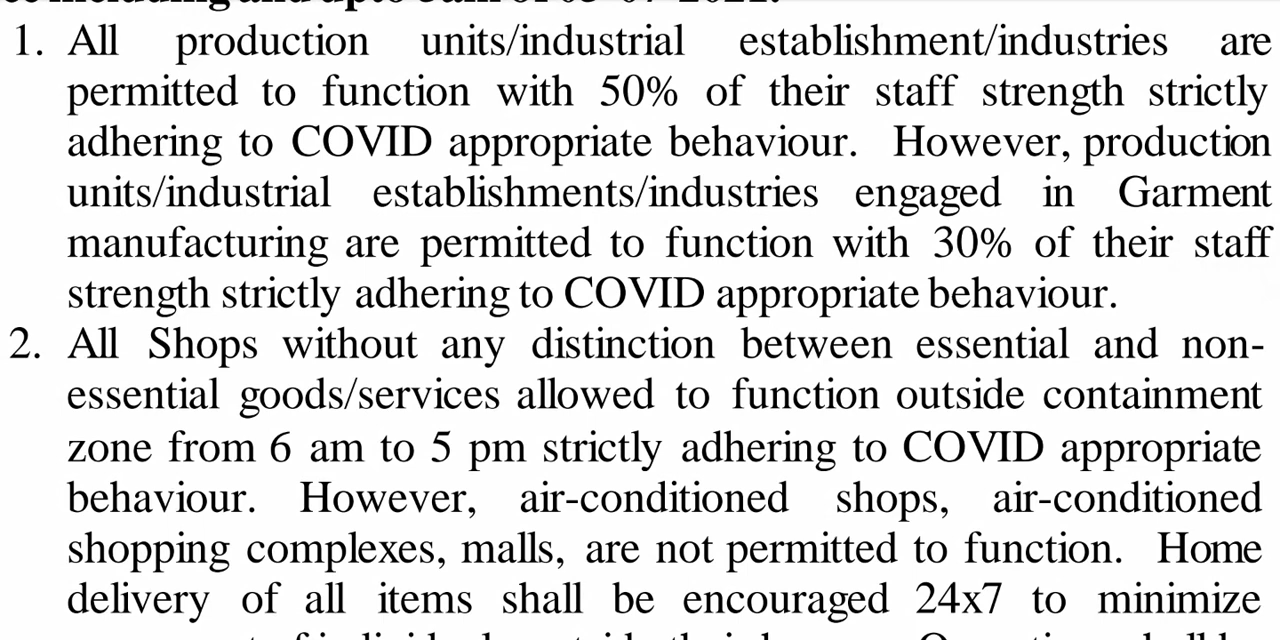 1. All production units/industrial establishment/industries are
permitted to function with 50% of their staff strength strictly
adhering to COVID appropriate behaviour. However, production
units/industrial establishments/industries engaged in Garment
manufacturing are permitted to function with 30% of their staff
strength strictly adhering to COVID appropriate behaviour.
2. All Shops without any distinction between essential and non-
essential goods/services allowed to function outside containment
zone from 6 am to 5 pm strictly adhering to COVID appropriate
behaviour. However, air-conditioned shops, air-conditioned
shopping complexes, malls, are not permitted to function. Home
delivery of all items shall be encouraged 24x7 to minimize